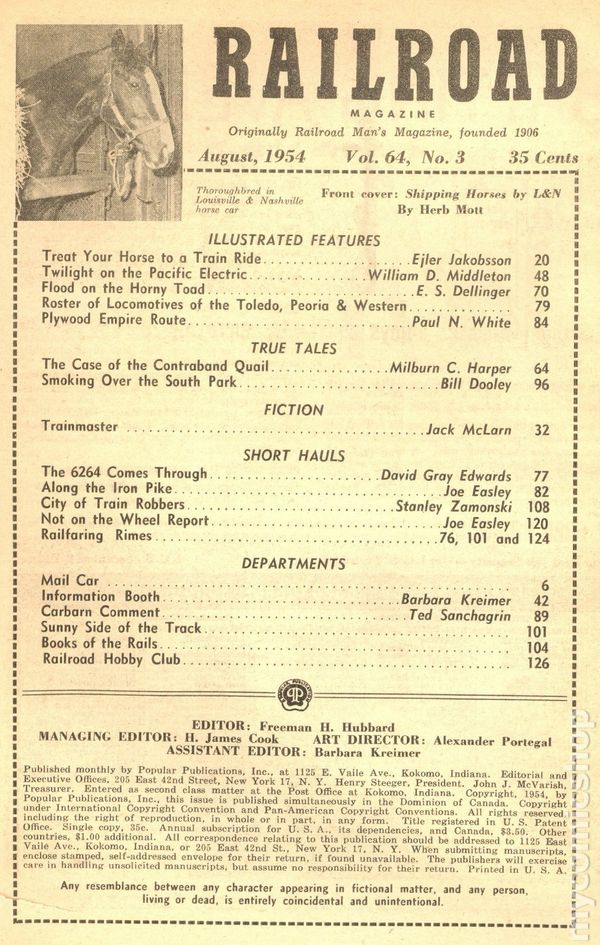 RAILROAD
MAGAZINE
Originally Railroad Man's Magazine, founded 1906
August, 1954 Vol. 64, No. 3 35 Cents
Thoroughbred in
Louisville & Nashville
horse car
Front cover: Shipping Horses by L&N
By Herb Mott
ILLUSTRATED FEATURES
Treat Your Horse to a Train Ride Ejler Jakobsson 20
Twilight on the Pacific Electric William D. Middleton 48
Flood on the Horny Toad E. S. Dellinger 70
Roster of Locomotives of the Toledo, Peoria & Western 79
Plywood Empire Route Paul N. White 84
TRUE TALES
The Case of the Contraband Quail Milburn C. Harper 64
Smoking Over the South Park Bill Dooley 96
FICTION
Trainmaster Jack McLarn 32
SHORT HAULS
The 6264 Comes Through David Gray Edwards 77
Along the Iron Pike Joe Easley 82
City of Train Robbers Stanley Zamonski 108
Not on the Wheel Report Joe Easley 120
Railfaring Rimes 76, 101 and 124
DEPARTMENTS
Mail Car 6
Information Booth Barbara Kreimer 42
Carbarn Comment Ted Sanchagrin 89
Sunny Side of the Track 101
Books of the Rails 104
Railroad Hobby Club 126
PP
EDITOR: Freeman H. Hubbard
MANAGING EDITOR: H. James Cook ART DIRECTOR: Alexander Portegal
ASSISTANT EDITOR: Barbara Kreimer
Published monthly by Popular Publications, Inc., at 1125 E. Vaile Ave., Kokomo, Indiana. Editorial and
Executive Offices, 205 East 42nd Street, New York 17, N. Y. Henry Steeger, President. John J. McVarish,
Treasurer. Entered as second class matter at the Post Office at Kokomo, Indiana. Copyright, 1954, by
Popular Publications, Inc., this issue is published simultaneously in the Dominion of Canada. Copyright
under International Copyright Convention and Pan-American Copyright Conventions. All rights reserved,
including the right of reproduction, in whole or in part, in any form. Title registered in U. S. Patent
Office. Single copy, 35c. Annual subscription for U. S. A., its dependencies, and Canada, $3.50. Other
countries, $1.00 additional. All correspondence relating to this publication should be addressed to 1125 East
Vaile Ave., Kokomo, Indiana, or 205 East 42nd St., New York 17, N. Y. When submitting manuscripts,
enclose stamped, self-addressed envelope for their return, if found unavailable. The publishers will exercise
care in handling unsolicited manuscripts, but assume no responsibility for their return. Printed in U. S. A.
Any resemblance between any character appearing in fictional matter, and any person,
living or dead, is entirely coincidental and unintentional.
mycomicshop